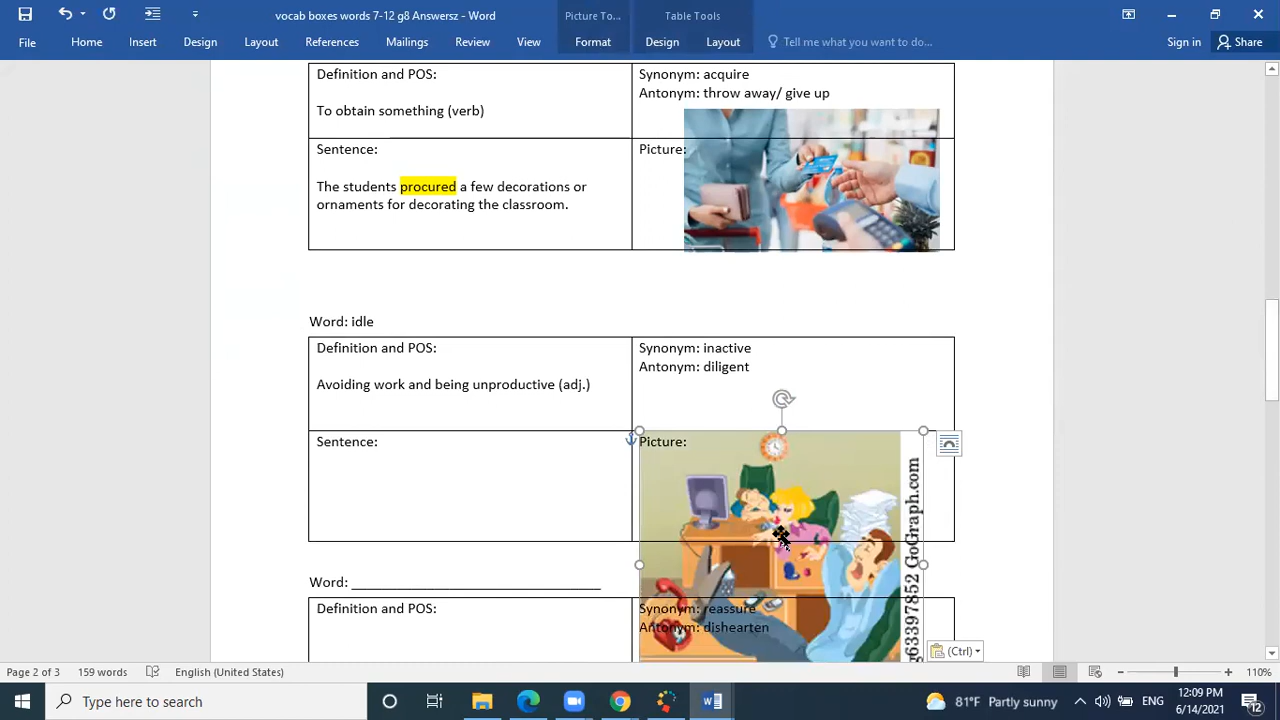 vocab boxes words 7-12 g8 Answersz - Word
Picture To...
Table Tools
File
Home
Insert
Design
Layout
References
Mailings
Review
View
Format
Design
Layout
Tell me what you want to do...
Sign in
Share
Definition and POS:
To obtain something (verb)
Synonym: acquire
Antonym: throw away/ give up
Sentence:
The students procured a few decorations or
ornaments for decorating the classroom.
Picture:
Word: idle
Definition and POS:
Avoiding work and being unproductive (adj.)
Synonym: inactive
Antonym: diligent
Sentence:
Picture:
g63397852 GoGraph.com
Word: ______________________________
Definition and POS:
Synonym: reassure
Antonym: dishearten
(Ctrl)
Page 2 of 3
159 words
English (United States)
110%
Type here to search
81°F Partly sunny
ENG
12:09 PM
6/14/2021
12